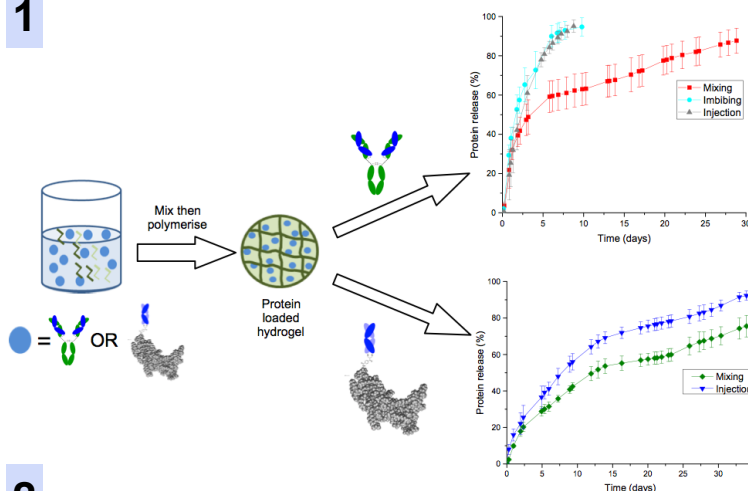 1
Mix then
polymerise
= OR
Protein
loaded
hydrogel
Protein release (%)
100
80
60
40
20
0
0 5 10 15 20 25 30
Time (days)
Mixing
Imbibing
Injection
Protein release (%)
100
80
60
40
20
0
0 5 10 15 20 25 30
Time (days)
Mixing
Injection